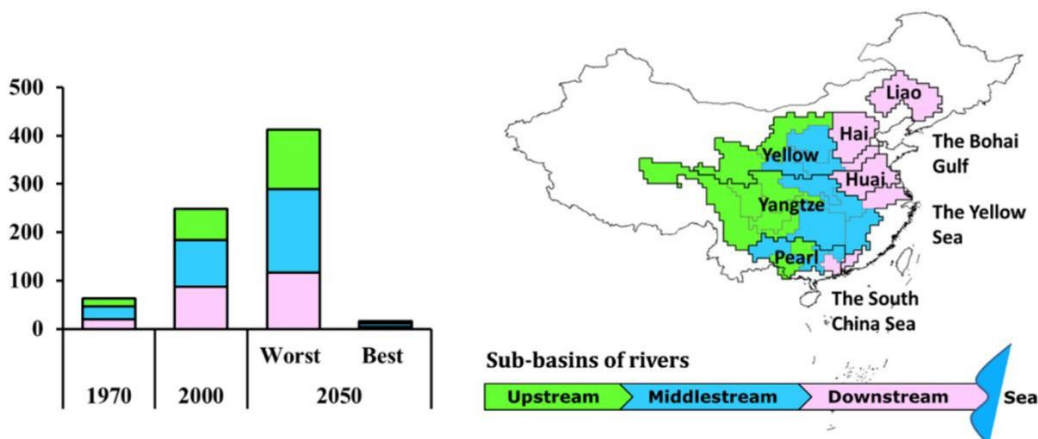 500
400
300
200
100
0
Worst
Best
1970
2000
2050
Liao
Hai
Yellow
Huai
Yangtze
Pearl
The Bohai
Gulf
The Yellow
Sea
The South
China Sea
Sub-basins of rivers
Upstream
Middlestream
Downstream
Sea